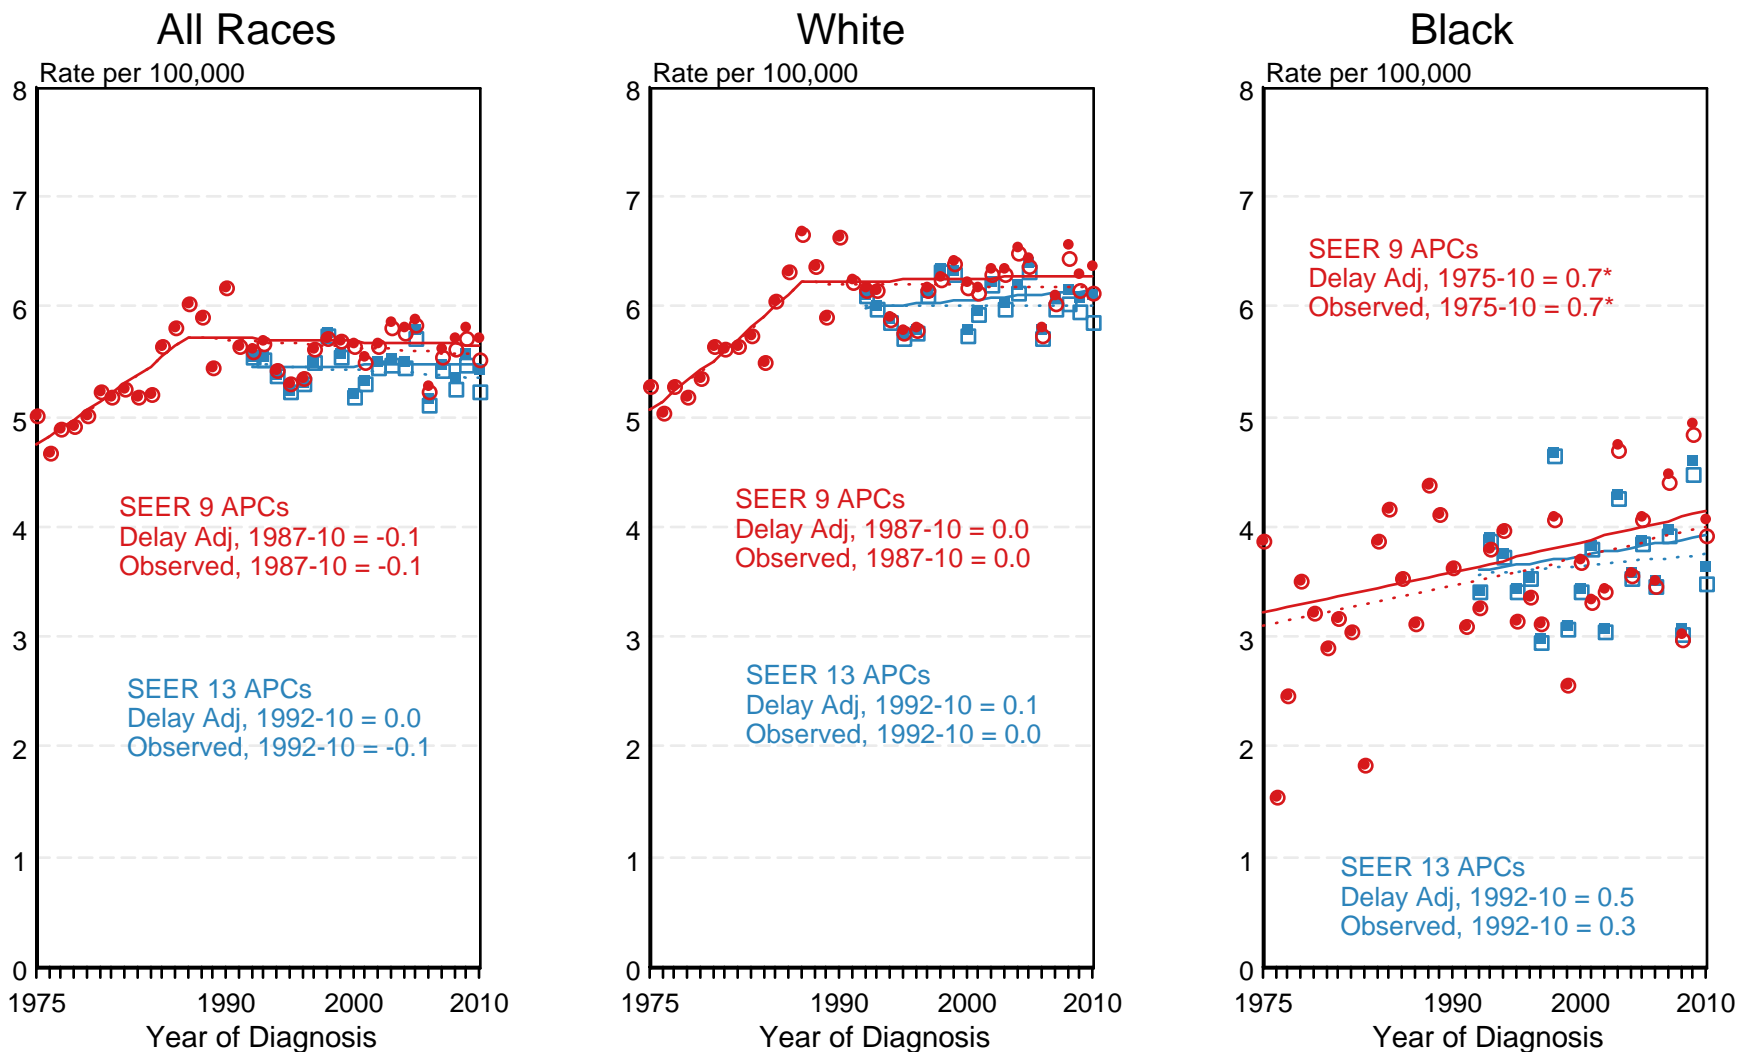 All Races
Rate per 100,000
8
7
6
5
4
3
2
1
0
SEER 9 APCs
Delay Adj, 1987-10 = -0.1
Observed, 1987-10 = -0.1
SEER 13 APCs
Delay Adj, 1992-10 = 0.0
Observed, 1992-10 = -0.1
1975 1990 2000 2010
Year of Diagnosis
White
Rate per 100,000
8
7
6
5
4
3
2
1
0
SEER 9 APCs
Delay Adj, 1987-10 = 0.0
Observed, 1987-10 = 0.0
SEER 13 APCs
Delay Adj, 1992-10 = 0.1
Observed, 1992-10 = 0.0
1975 1990 2000 2010
Year of Diagnosis
Black
Rate per 100,000
8
7
6
5
4
3
2
1
0
SEER 9 APCs
Delay Adj, 1975-10 = 0.7*
Observed, 1975-10 = 0.7*
SEER 13 APCs
Delay Adj, 1992-10 = 0.5
Observed, 1992-10 = 0.3
1975 1990 2000 2010
Year of Diagnosis